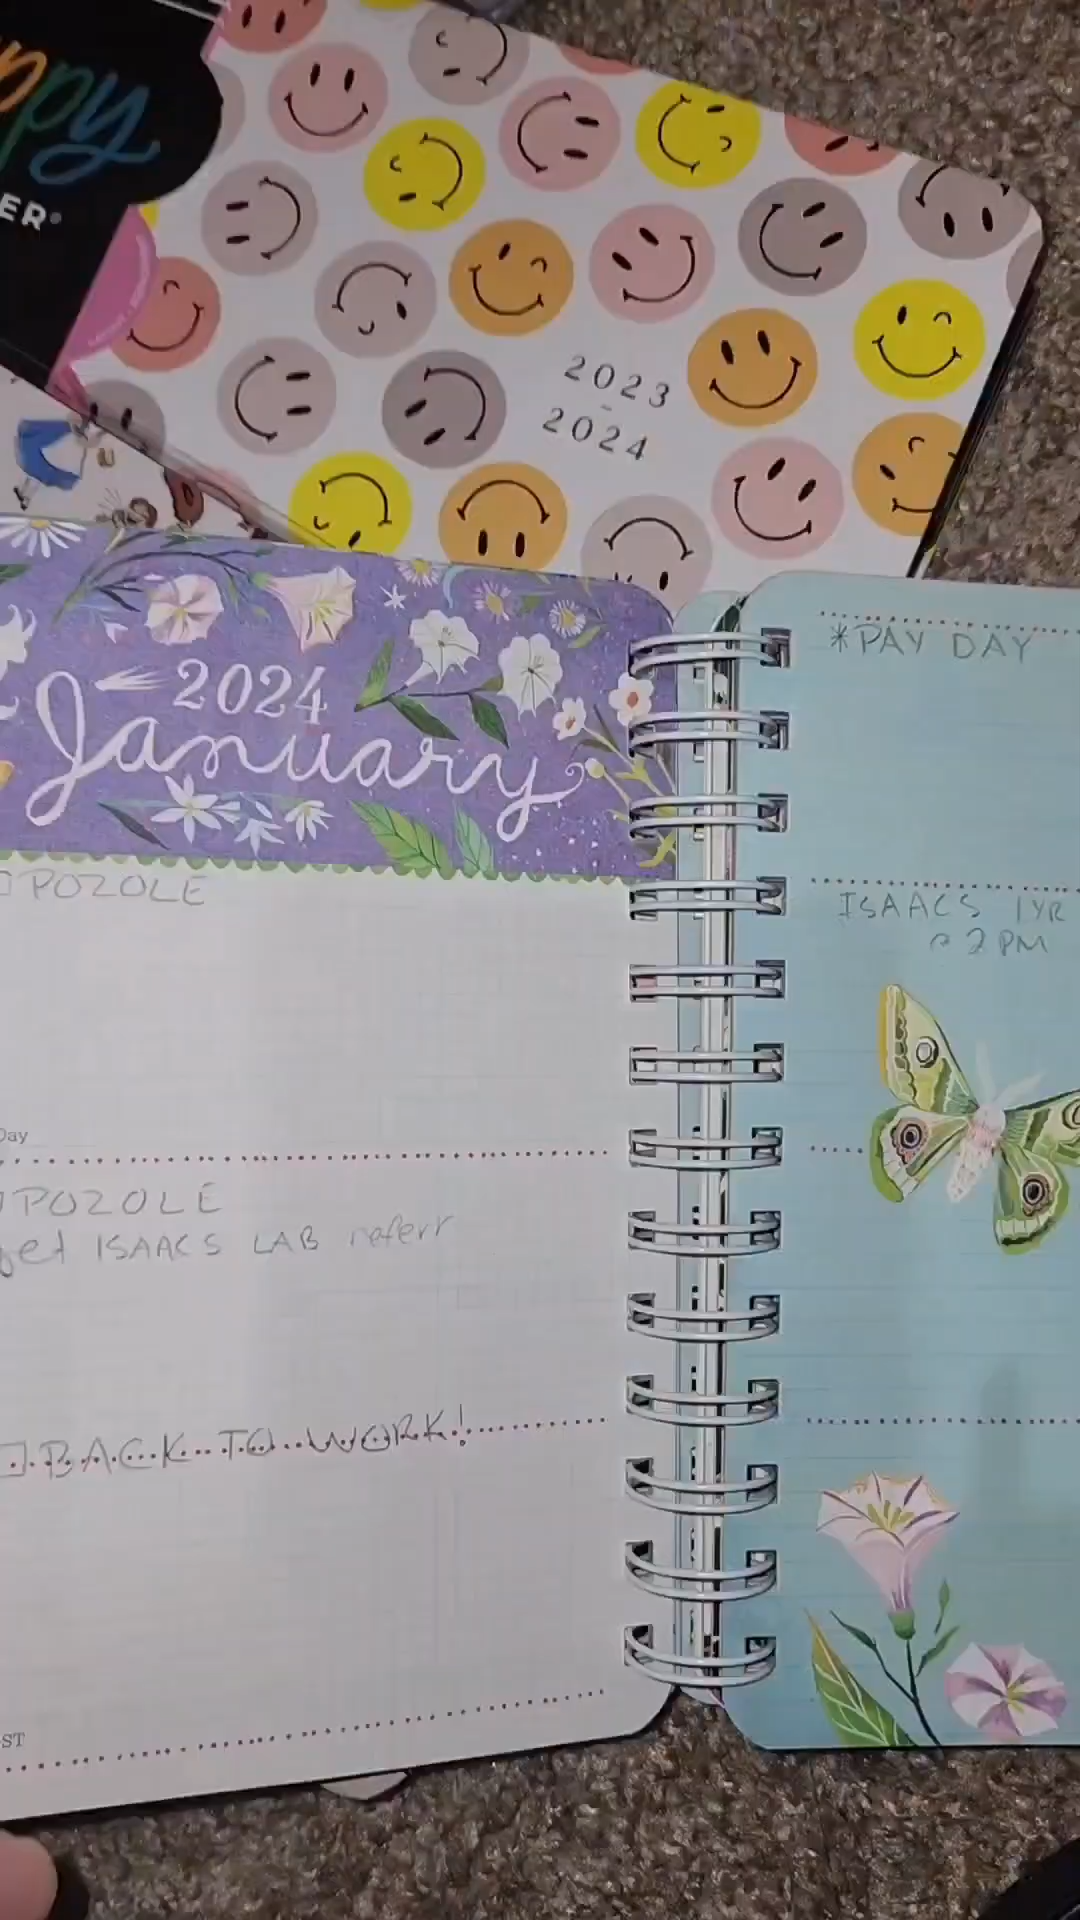 ppy
ER®
2023
2024
2024
January
POZOLE
Day
POZOLE
get ISAACS LAB referr
BACK TO WORK!
ST
*PAY DAY
ISAACS 1YR
@ 2 PM